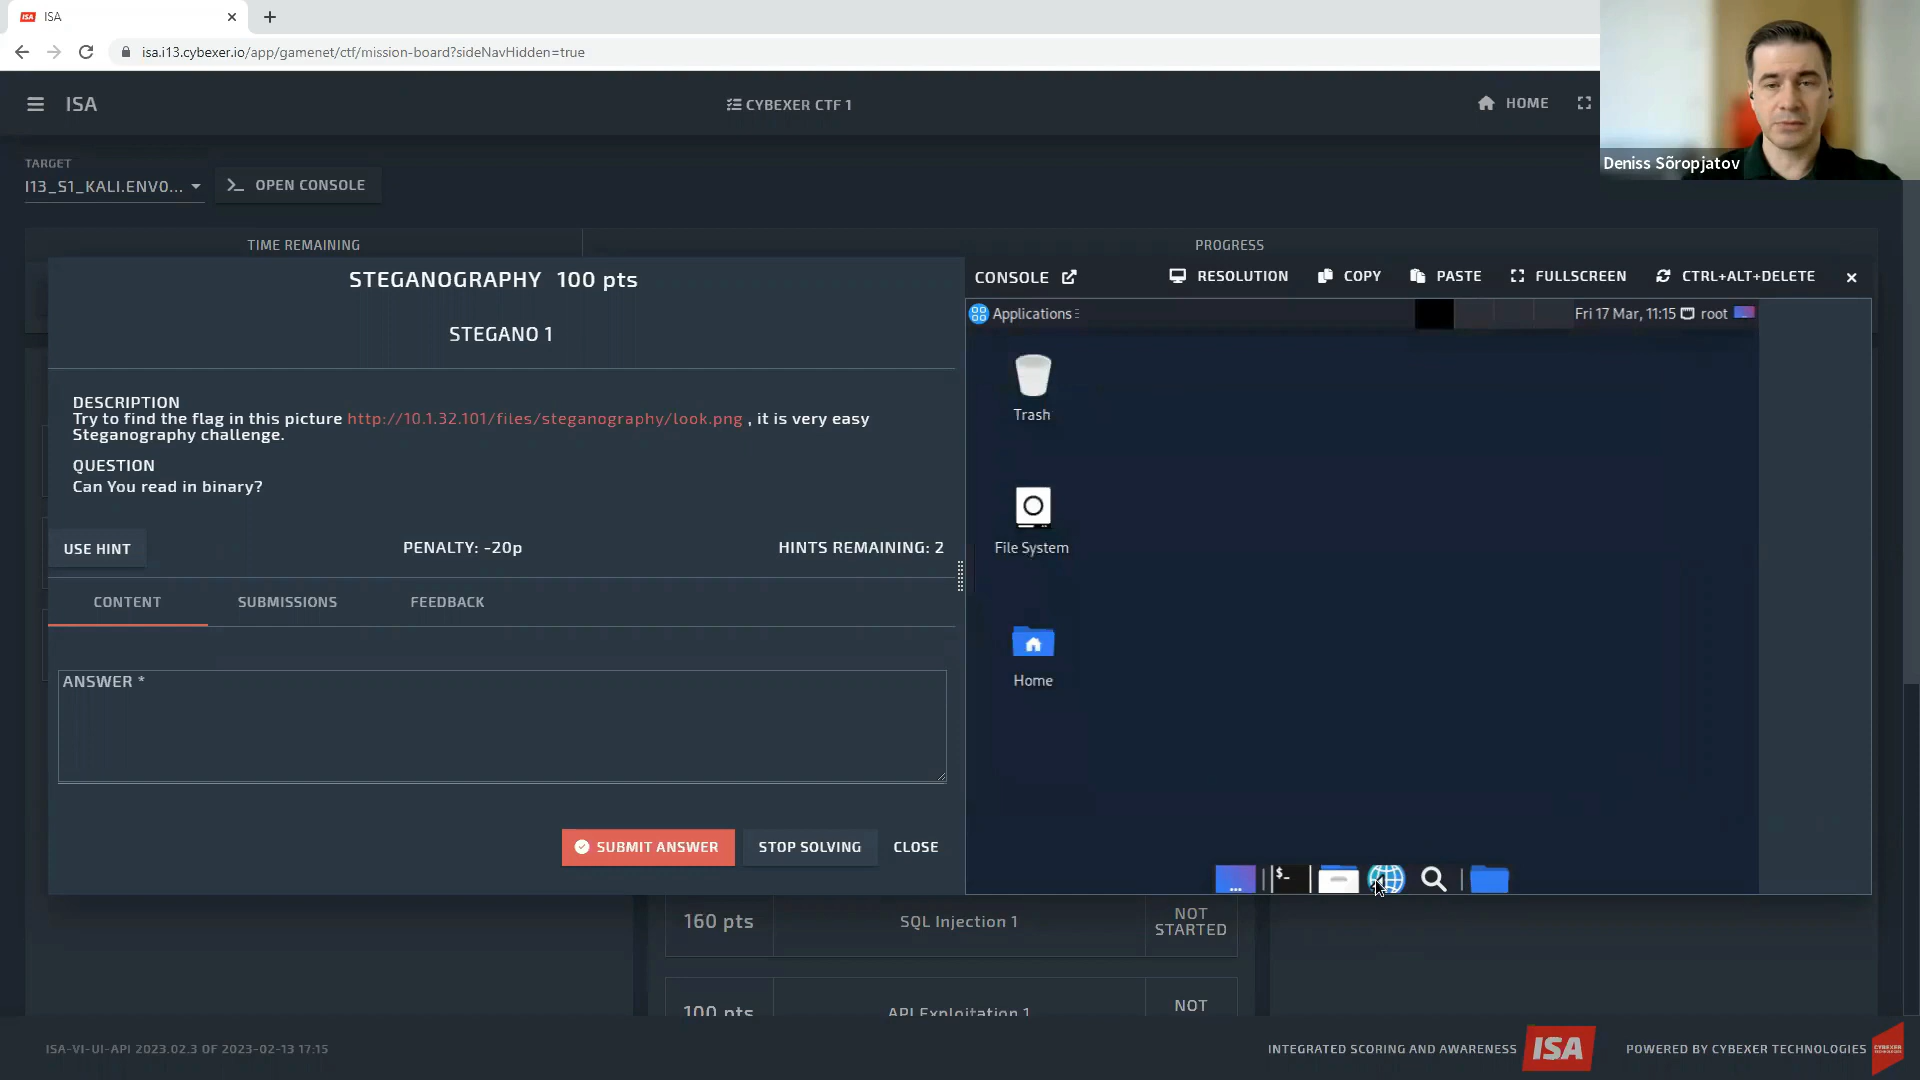 ISA
isa.i13.cybexer.io/app/gamenet/ctf/mission-board?sideNavHidden=true
ISA
CYBEXER CTF 1
HOME
Deniss Sõropjatov
TARGET
I13_S1_KALI.ENV0...
OPEN CONSOLE
TIME REMAINING
PROGRESS
STEGANOGRAPHY 100 pts
STEGANO 1
DESCRIPTION
Try to find the flag in this picture http://10.1.32.101/files/steganography/look.png , it is very easy
Steganography challenge.
QUESTION
Can You read in binary?
USE HINT
PENALTY: -20p
HINTS REMAINING: 2
CONTENT
SUBMISSIONS
FEEDBACK
ANSWER *
SUBMIT ANSWER
STOP SOLVING
CLOSE
CONSOLE
RESOLUTION
COPY
PASTE
FULLSCREEN
CTRL+ALT+DELETE
Applications
Fri 17 Mar, 11:15
root
Trash
File System
Home
$-
160 pts
SQL Injection 1
NOT
STARTED
100 pts
API Exploitation 1
NOT
ISA-VI-UI-API 2023.02.3 OF 2023-02-13 17:15
INTEGRATED SCORING AND AWARENESS
ISA
POWERED BY CYBEXER TECHNOLOGIES